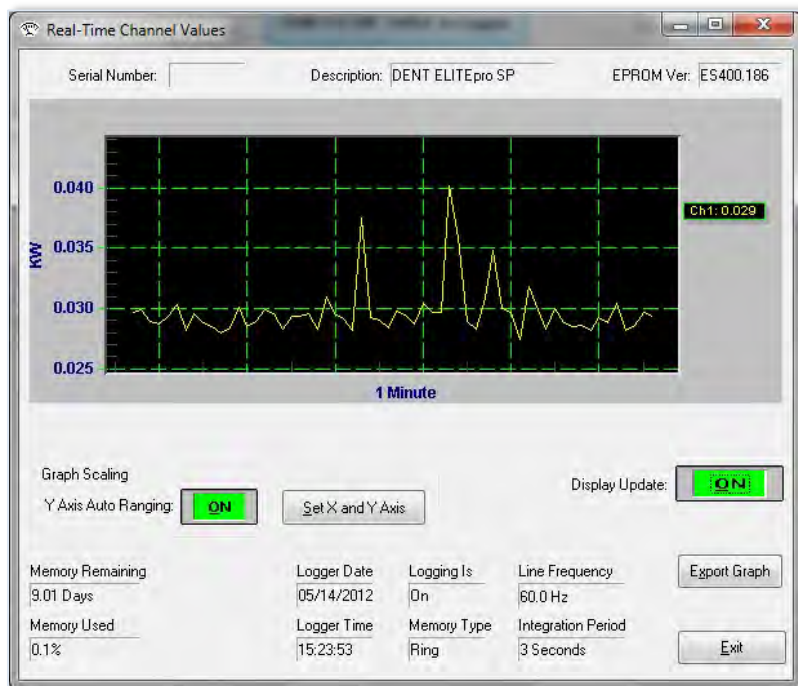 Real-Time Channel Values
Serial Number:
Description: DENT ELITEpro SP
EPROM Ver: ES400.186
0.040
0.035
0.030
0.025
KW
Ch1: 0.029
1 Minute
Graph Scaling
Y Axis Auto Ranging: ON
Set X and Y Axis
Display Update: ON
Memory Remaining
9.01 Days
Logger Date
05/14/2012
Logging Is
On
Line Frequency
60.0 Hz
Export Graph
Memory Used
0.1%
Logger Time
15:23:53
Memory Type
Ring
Integration Period
3 Seconds
Exit